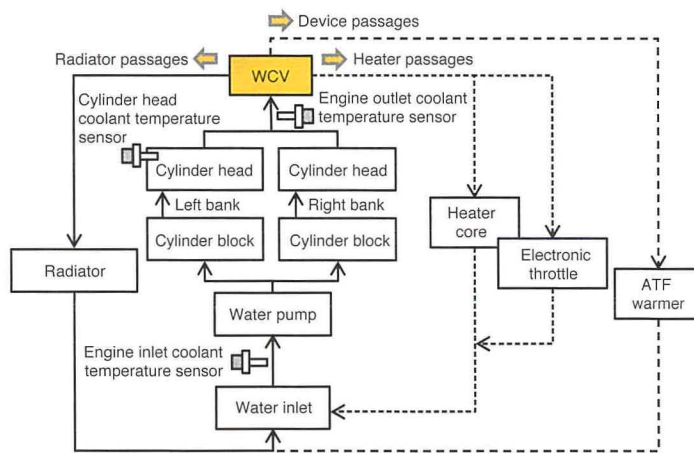 Device passages
Radiator passages
WCV
Heater passages
Cylinder head
coolant temperature
sensor
Engine outlet coolant
temperature sensor
Cylinder head
Cylinder head
Left bank
Right bank
Cylinder block
Cylinder block
Heater
core
Electronic
throttle
Radiator
ATF
warmer
Water pump
Engine inlet coolant
temperature sensor
Water inlet